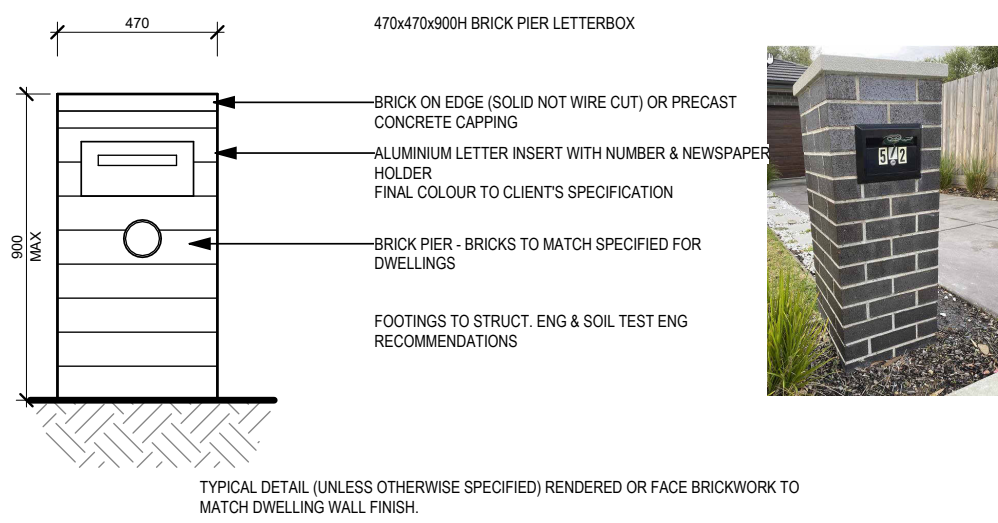 470
470x470x900H BRICK PIER LETTERBOX
BRICK ON EDGE (SOLID NOT WIRE CUT) OR PRECAST
CONCRETE CAPPING
ALUMINIUM LETTER INSERT WITH NUMBER & NEWSPAPER
HOLDER
FINAL COLOUR TO CLIENT'S SPECIFICATION
900
MAX
BRICK PIER - BRICKS TO MATCH SPECIFIED FOR
DWELLINGS
FOOTINGS TO STRUCT. ENG & SOIL TEST ENG
RECOMMENDATIONS
TYPICAL DETAIL (UNLESS OTHERWISE SPECIFIED) RENDERED OR FACE BRICKWORK TO
MATCH DWELLING WALL FINISH.